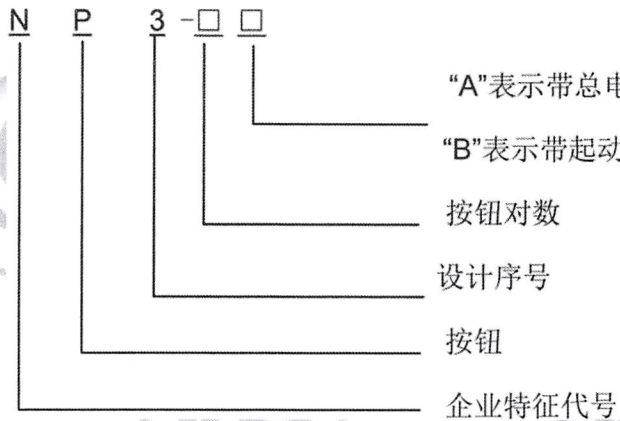 N P 3 -□ □
“A”表示带总
“B”表示带起动
按钮对数
设计序号
按钮
企业特征代号